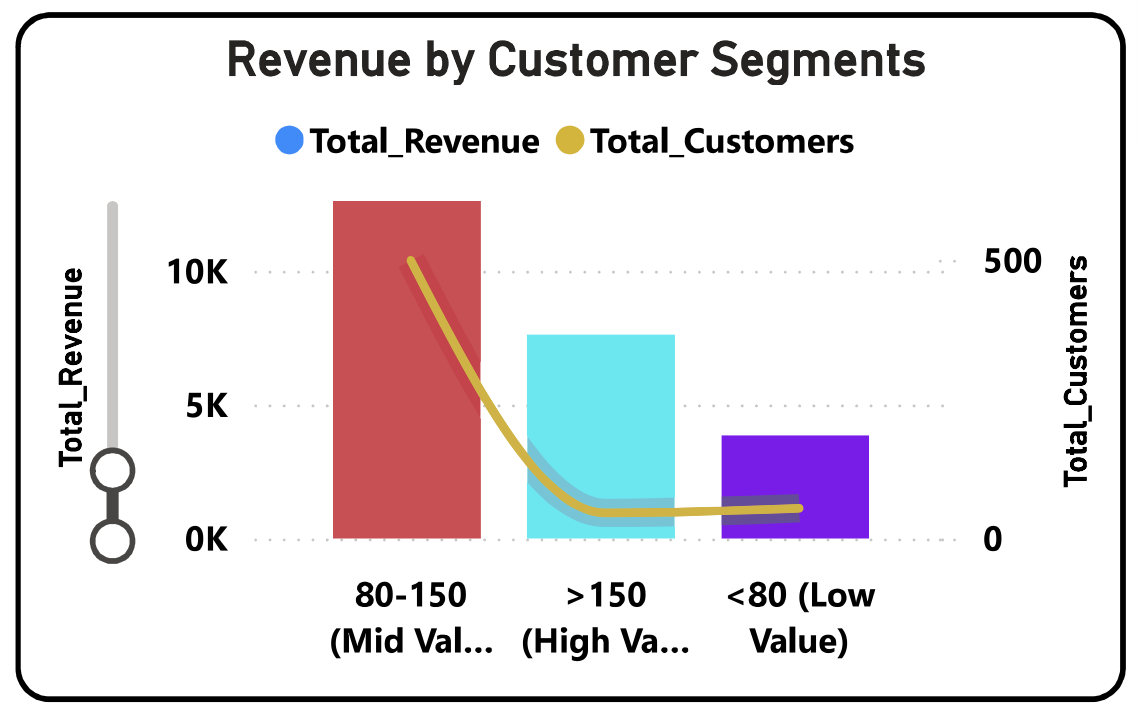 Revenue by Customer Segments
Total_Revenue Total_Customers
Total_Revenue
10K
5K
0K
500
0
Total_Customers
80-150
(Mid Val...
>150
(High Va...
<80 (Low
Value)